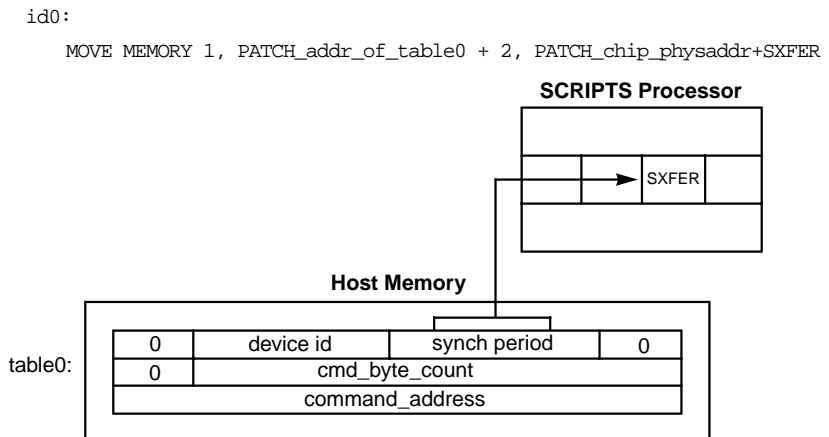 id0:
MOVE MEMORY 1, PATCH_addr_of_table0 + 2, PATCH_chip_physaddr+SXFER
SCRIPTS Processor
SXFER
Host Memory
table0:
0 device id synch period 0
0 cmd_byte_count
command_address